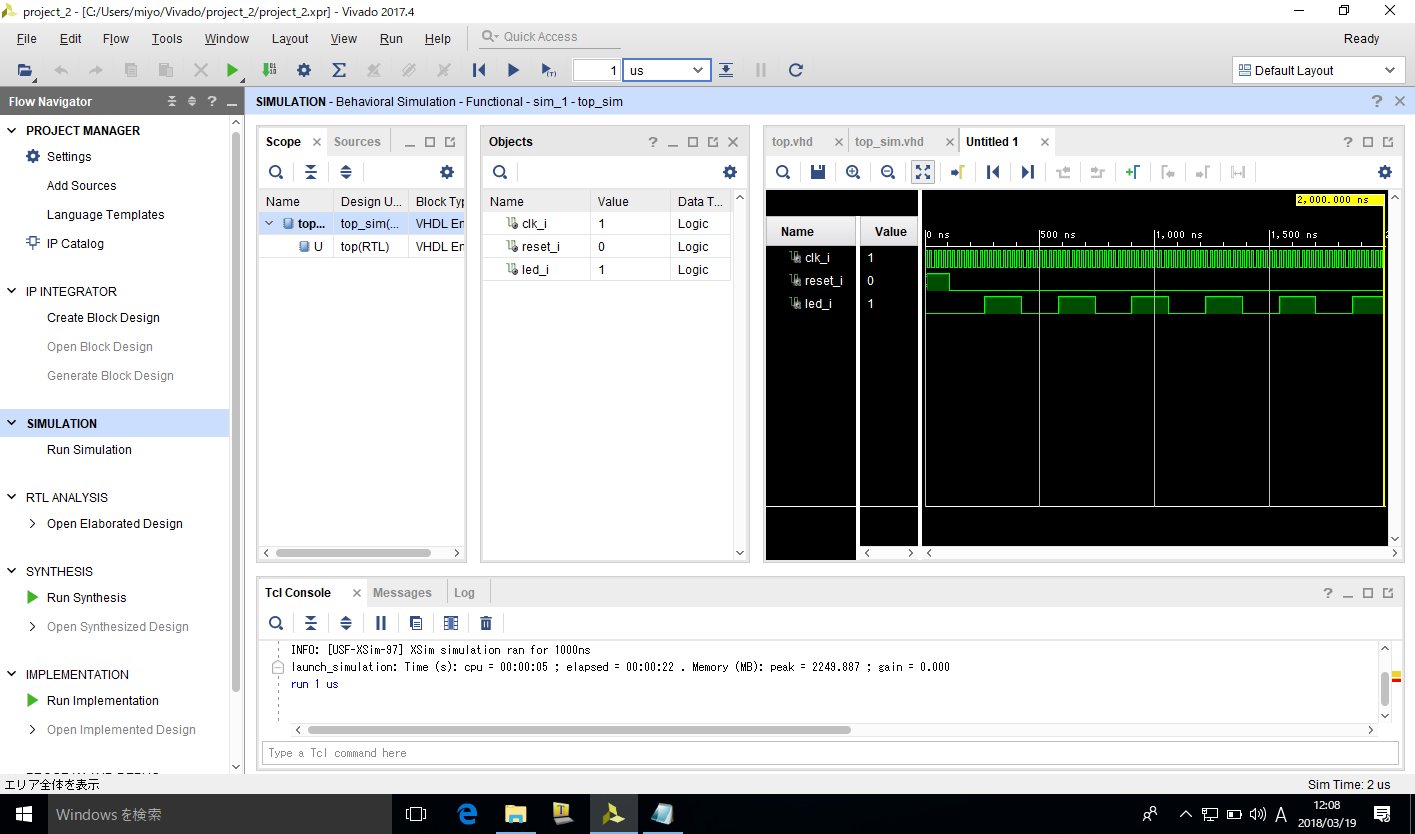 project_2 - [C:/Users/miyo/Vivado/project_2/project_2.xpr] - Vivado 2017.4
File Edit Flow Tools Window Layout View Run Help Quick Access Ready
1 us Default Layout
Flow Navigator
SIMULATION - Behavioral Simulation - Functional - sim_1 - top_sim
PROJECT MANAGER
Settings
Add Sources
Language Templates
IP Catalog
IP INTEGRATOR
Create Block Design
Open Block Design
Generate Block Design
SIMULATION
Run Simulation
RTL ANALYSIS
Open Elaborated Design
SYNTHESIS
Run Synthesis
Open Synthesized Design
IMPLEMENTATION
Run Implementation
Open Implemented Design
Scope Sources
Name Design U... Block Typ
top... top_sim(... VHDL En
U top(RTL) VHDL En
Objects
Name Value Data T...
clk_i 1 Logic
reset_i 0 Logic
led_i 1 Logic
top.vhd top_sim.vhd Untitled 1
2,000.000 ns
Name Value
0 ns 500 ns 1,000 ns 1,500 ns 2
clk_i 1
reset_i 0
led_i 1
Tcl Console Messages Log
INFO: [USF-XSim-97] XSim simulation ran for 1000ns
launch_simulation: Time (s): cpu = 00:00:05 ; elapsed = 00:00:22 . Memory (MB): peak = 2249.887 ; gain = 0.000
run 1 us
Type a Tcl command here
エリア全体を表示 Sim Time: 2 us
Windows を検索
A
12:08
2018/03/19